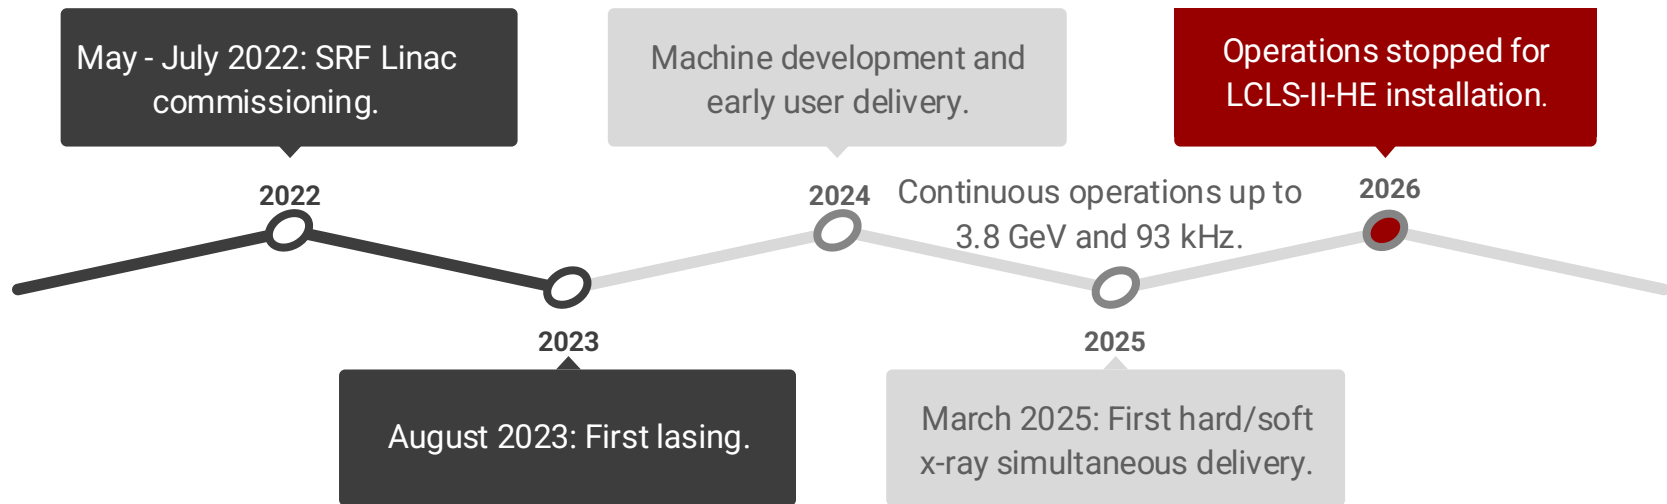 May - July 2022: SRF Linac
commissioning.
2022
August 2023: First lasing.
2023
Machine development and
early user delivery.
2024
Continuous operations up to
3.8 GeV and 93 kHz.
2025
March 2025: First hard/soft
x-ray simultaneous delivery.
Operations stopped for
LCLS-II-HE installation.
2026